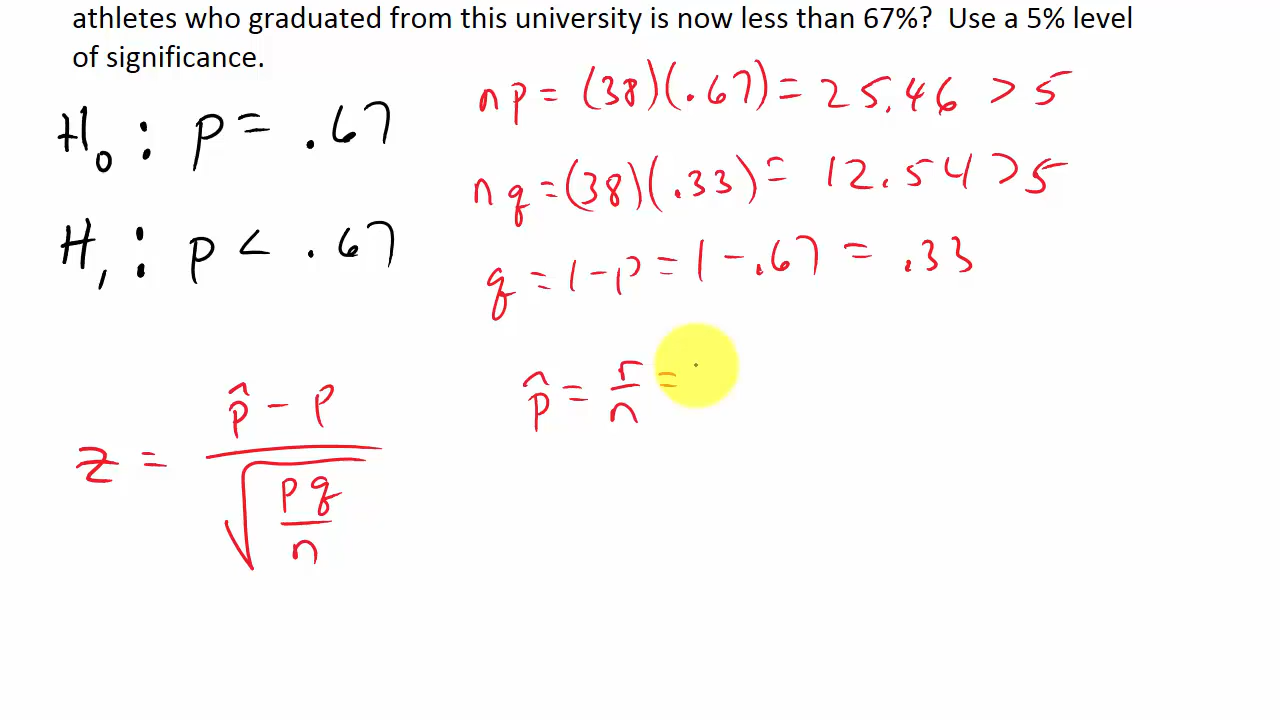 athletes who graduated from this university is now less than 67%? Use a 5% level
of significance.
np = (38)(.67) = 25.46 > 5
H₀ : p = .67
nq = (38)(.33) = 12.54 > 5
H₁ : p < .67
q = 1 - p = 1 - .67 = .33
p̂ = r/n =
z = (p̂ - p)/√(pq/n)